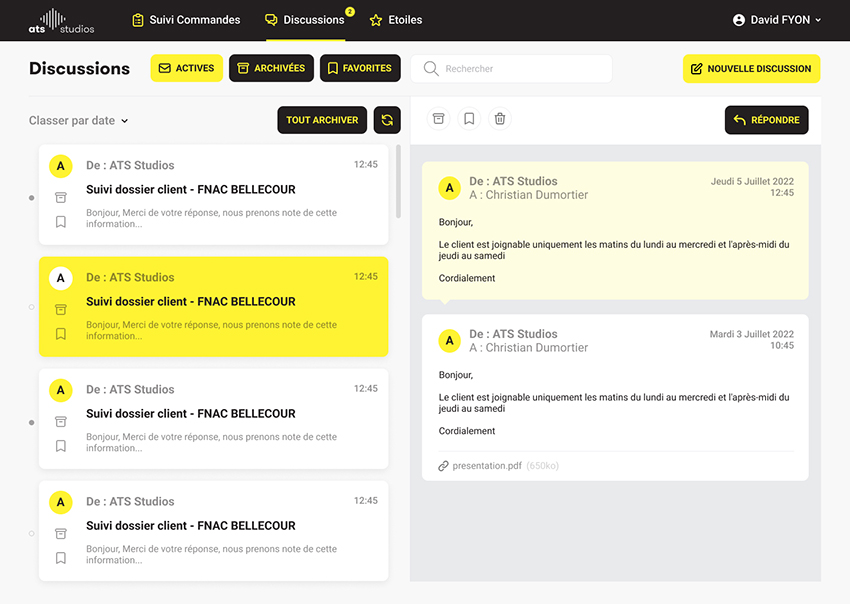 ats studios
Suivi Commandes
Discussions
2
Etoiles
David FYON
Discussions
ACTIVES
ARCHIVÉES
FAVORITES
Rechercher
NOUVELLE DISCUSSION
Classer par date
TOUT ARCHIVER
RÉPONDRE
A
De : ATS Studios
12:45
Suivi dossier client - FNAC BELLECOUR
Bonjour, Merci de votre réponse, nous prenons note de cette
information...
A
De : ATS Studios
12:45
Suivi dossier client - FNAC BELLECOUR
Bonjour, Merci de votre réponse, nous prenons note de cette
information...
A
De : ATS Studios
12:45
Suivi dossier client - FNAC BELLECOUR
Bonjour, Merci de votre réponse, nous prenons note de cette
information...
A
De : ATS Studios
12:45
Suivi dossier client - FNAC BELLECOUR
Bonjour, Merci de votre réponse, nous prenons note de cette
information...
A
De : ATS Studios
Jeudi 5 Juillet 2022
A : Christian Dumortier
12:45
Bonjour,
Le client est joignable uniquement les matins du lundi au mercredi et l'après-midi du
jeudi au samedi
Cordialement
A
De : ATS Studios
Mardi 3 Juillet 2022
A : Christian Dumortier
10:45
Bonjour,
Le client est joignable uniquement les matins du lundi au mercredi et l'après-midi du
jeudi au samedi
Cordialement
presentation.pdf (650ko)